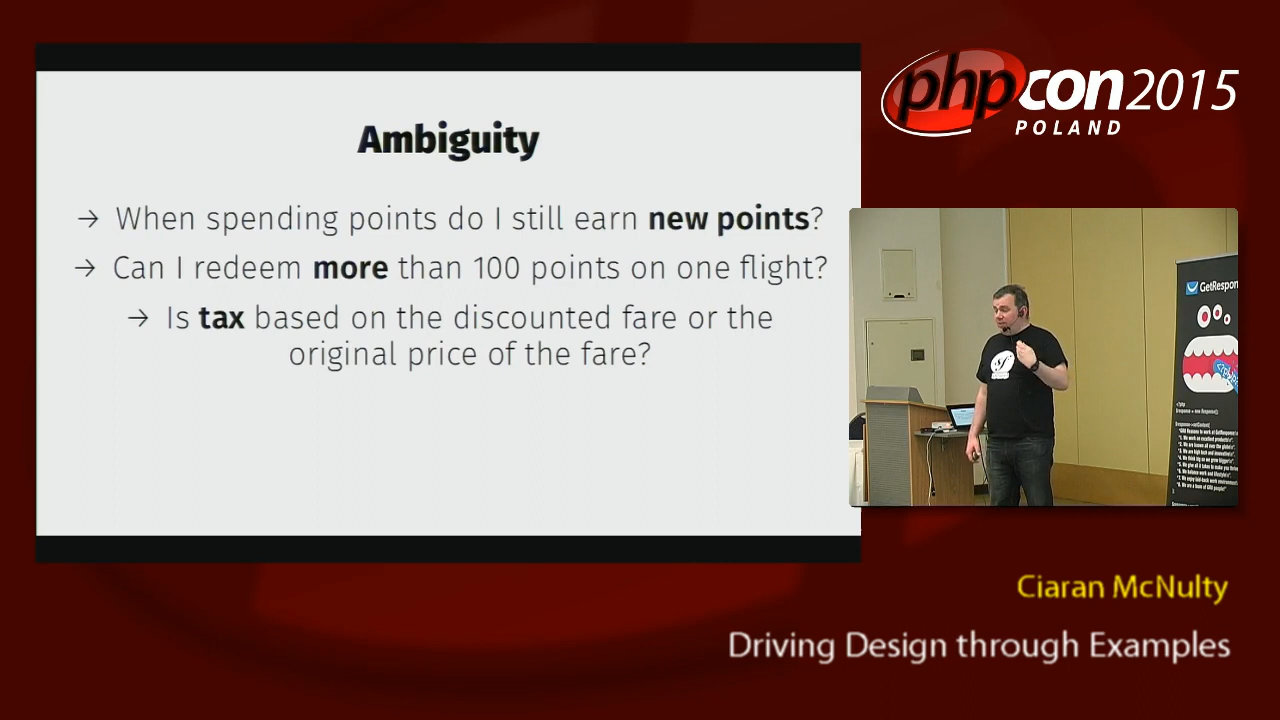 Ambiguity
→ When spending points do I still earn new points?
→ Can I redeem more than 100 points on one flight?
→ Is tax based on the discounted fare or the
original price of the fare?
phpcon2015
POLAND
GetRespon
Ciaran McNulty
Driving Design through Examples